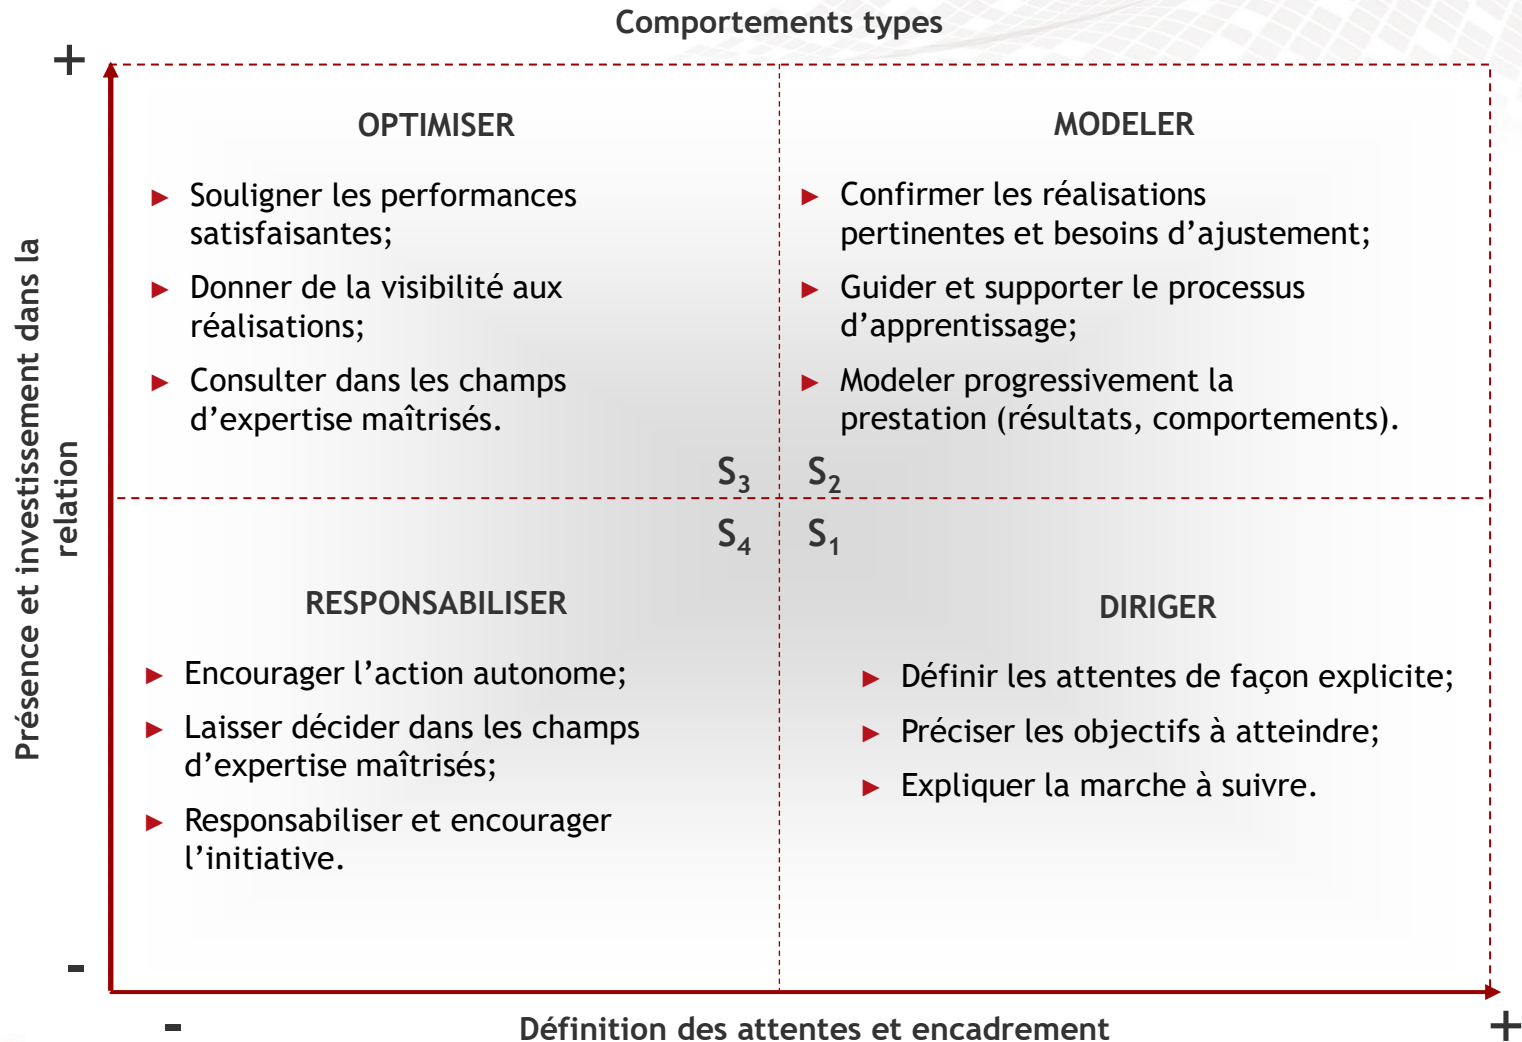 Comportements types
+
Présence et investissement dans la
relation
OPTIMISER
► Souligner les performances
satisfaisantes;
► Donner de la visibilité aux
réalisations;
► Consulter dans les champs
d’expertise maîtrisés.
S3
MODELER
► Confirmer les réalisations
pertinentes et besoins d’ajustement;
► Guider et supporter le processus
d’apprentissage;
► Modeler progressivement la
prestation (résultats, comportements).
S2
S4
RESPONSABILISER
► Encourager l’action autonome;
► Laisser décider dans les champs
d’expertise maîtrisés;
► Responsabiliser et encourager
l’initiative.
S1
DIRIGER
► Définir les attentes de façon explicite;
► Préciser les objectifs à atteindre;
► Expliquer la marche à suivre.
-
-
Définition des attentes et encadrement
+